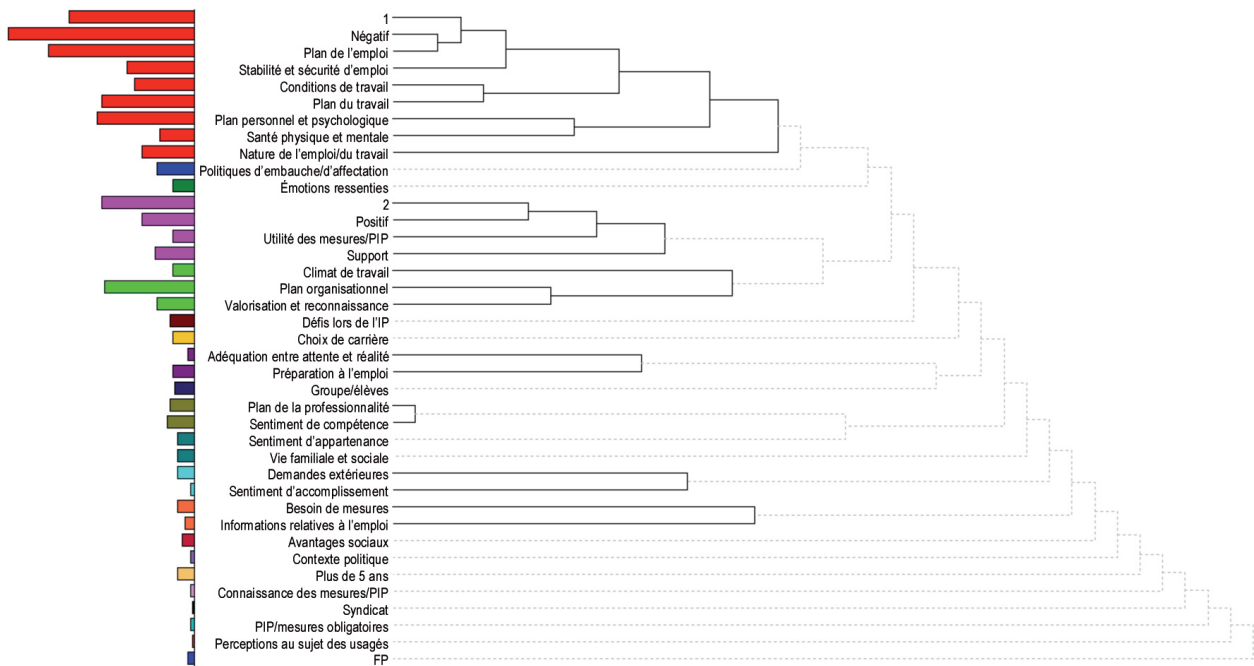 1
Négatif
Plan de l'emploi
Stabilité et sécurité d'emploi
Conditions de travail
Plan du travail
Plan personnel et psychologique
Santé physique et mentale
Nature de l'emploi/du travail
Politiques d'embauche/d'affectation
Émotions ressenties
2
Positif
Utilité des mesures/PIP
Support
Climat de travail
Plan organisationnel
Valorisation et reconnaissance
Défis lors de l'IP
Choix de carrière
Adéquation entre attente et réalité
Préparation à l'emploi
Groupe/élèves
Plan de la professionnalité
Sentiment de compétence
Sentiment d'appartenance
Vie familiale et sociale
Demandes extérieures
Sentiment d'accomplissement
Besoin de mesures
Informations relatives à l'emploi
Avantages sociaux
Contexte politique
Plus de 5 ans
Connaissance des mesures/PIP
Syndicat
PIP/mesures obligatoires
Perceptions au sujet des usagés
FP